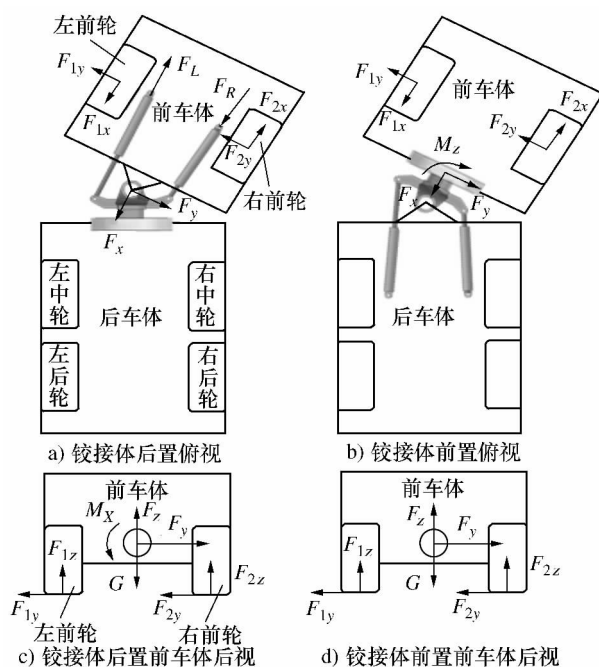 左前轮
F1y
F1x
FL
前车体
FR
F2x
F2y
右前轮
Fy
Fx
左中轮
右中轮
后车体
左后轮
右后轮
a) 铰接体后置俯视
F1y
F1x
前车体
F2x
F2y
Mz
Fx
Fy
后车体
b) 铰接体前置俯视
前车体
MX
Fz
Fy
F1z
G
F2z
F1y
F2y
左前轮
右前轮
c) 铰接体后置前车体后视
前车体
Fz
Fy
F1z
G
F2z
F1y
F2y
d) 铰接体前置前车体后视